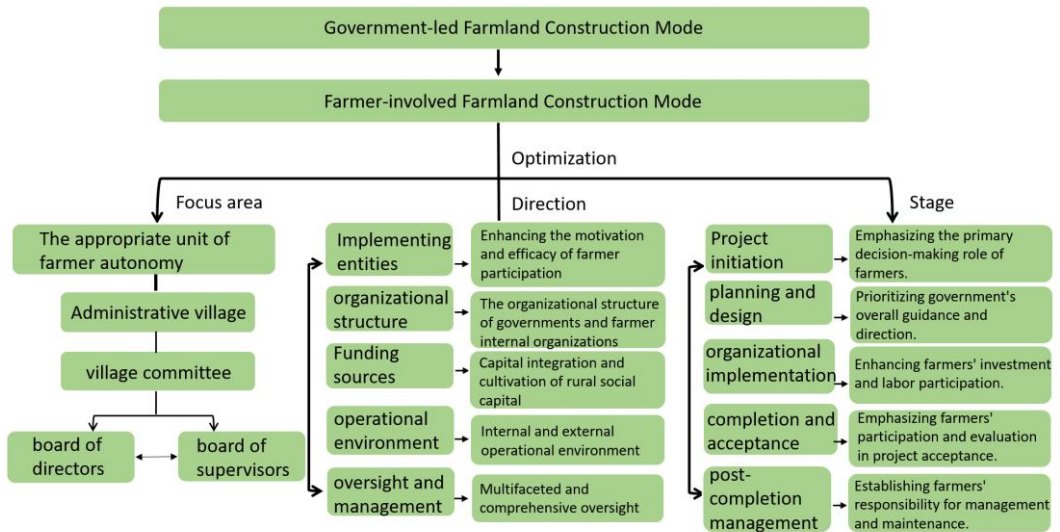 Government-led Farmland Construction Mode
Farmer-involved Farmland Construction Mode
Optimization
Focus area
Direction
Stage
The appropriate unit of
farmer autonomy
Administrative village
village committee
board of
directors
board of
supervisors
Implementing
entities
Enhancing the motivation
and efficacy of farmer
participation
organizational
structure
The organizational structure
of governments and farmer
internal organizations
Funding
sources
Capital integration and
cultivation of rural social
capital
operational
environment
Internal and external
operational environment
oversight and
management
Multifaceted and
comprehensive oversight
Project
initiation
Emphasizing the primary
decision-making role of
farmers.
planning and
design
Prioritizing government's
overall guidance and
direction.
organizational
implementation
Enhancing farmers' investment
and labor participation.
completion and
acceptance
Emphasizing farmers'
participation and evaluation
in project acceptance.
post-
completion
management
Establishing farmers'
responsibility for management
and maintenance.